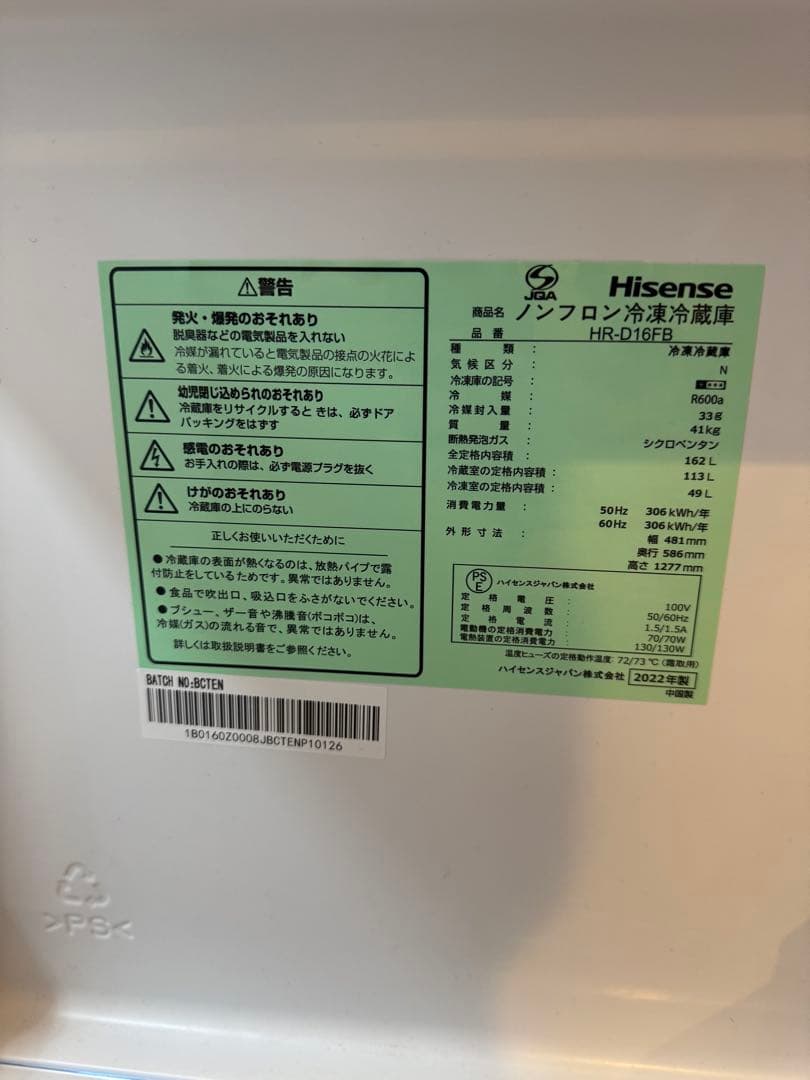 ⚠警告
発火・爆発のおそれあり
脱臭器などの電気製品を入れない
冷媒が漏れていると電気製品の接点の火花によ
る着火、着火による爆発の原因になります。
幼児閉じ込められのおそれあり
冷蔵庫をリサイクルするときは、必ずドア
パッキングをはずす
感電のおそれあり
お手入れの際は、必ず電源プラグを抜く
けがのおそれあり
冷蔵庫の上にのらない
正しくお使いいただくために
●冷蔵庫の表面が熱くなるのは、放熱パイプで露
付防止をしているためです。異常ではありません。
●食品で吹出口、吸込口をふさがないでください。
●プシュー、ザー音や沸騰音(ボコボコ)は、
冷媒(ガス)の流れる音で、異常ではありません。
詳しくは取扱説明書をご参照ください。
JQA
Hisense
商品名 ノンフロン冷凍冷蔵庫
品番 HR-D16FB
種類 : 冷凍冷蔵庫
気候区分 : N
冷凍庫の記号 :
冷媒 : R600a
冷媒封入量 : 33g
質量 : 41kg
断熱発泡ガス : シクロペンタン
全定格内容積 : 162L
冷蔵室の定格内容積 : 113L
冷凍室の定格内容積 : 49L
消費電力量 : 50Hz 306kWh/年
60Hz 306kWh/年
外形寸法 : 幅 481mm
奥行 586mm
高さ 1277mm
PSE ハイセンスジャパン株式会社
定格電圧 : 100V
定格周波数 : 50/60Hz
定格電流 : 1.5/1.5A
電動機の定格消費電力 : 70/70W
電熱装置の定格消費電力 : 130/130W
温度ヒューズの定格動作温度: 72/73℃(霜取用)
ハイセンスジャパン株式会社 2022年製
中国製
BATCH NO:BCTEN
1B0160Z0008JBCTENP10126
>PS<